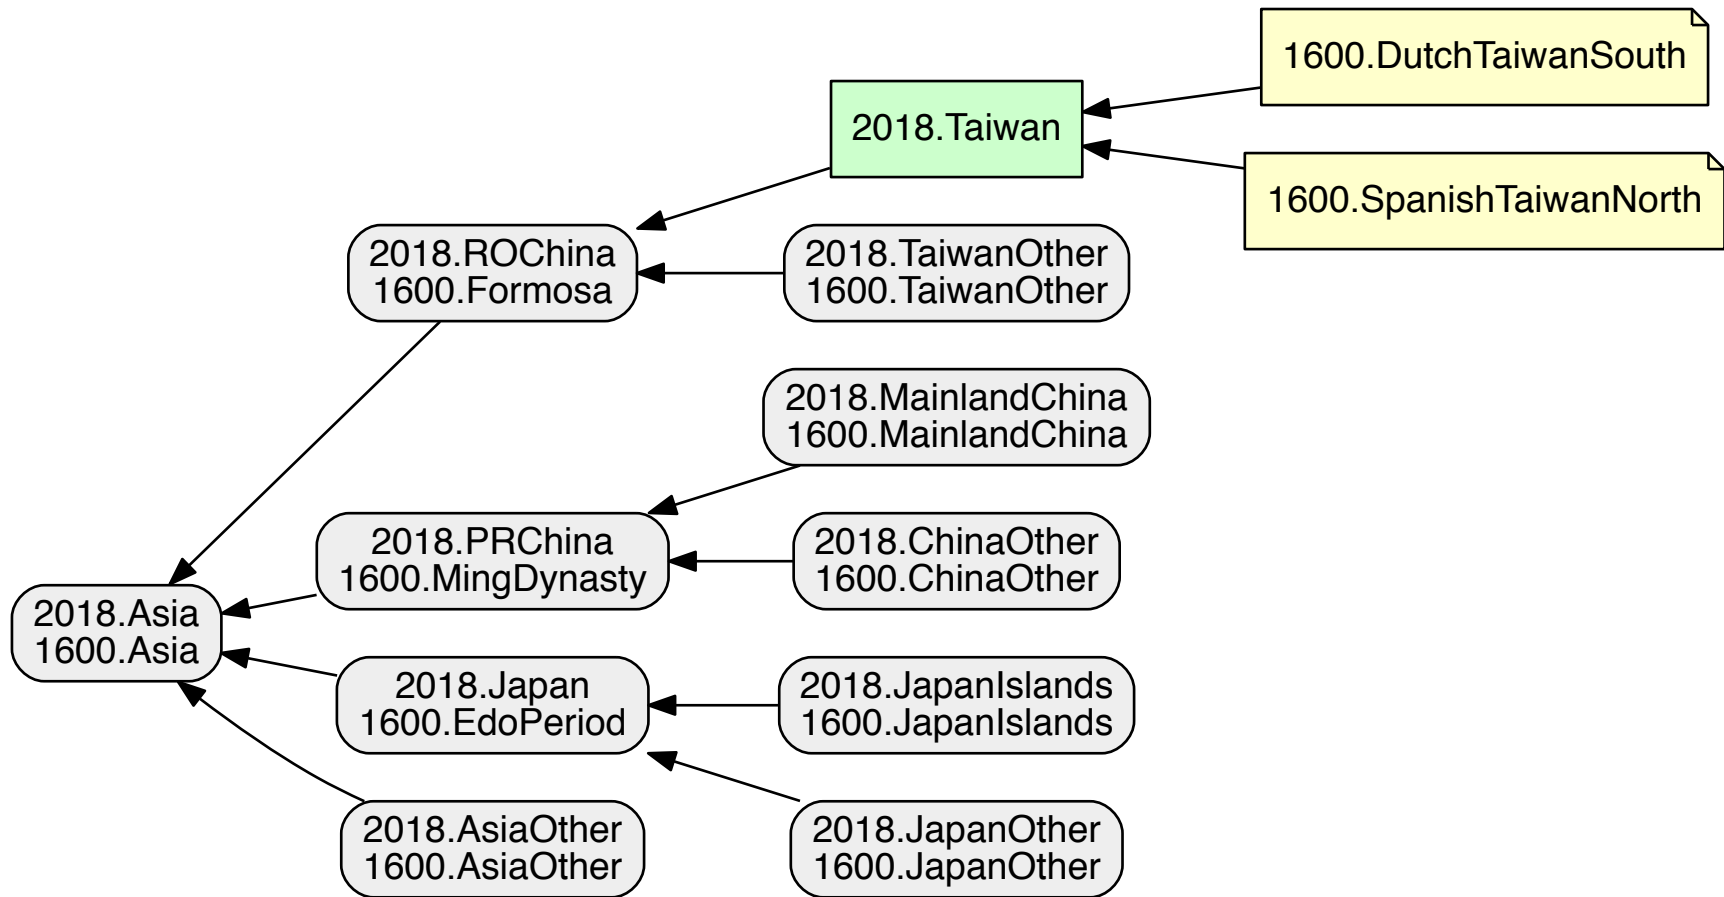 1600.DutchTaiwanSouth
2018.Taiwan
1600.SpanishTaiwanNorth
2018.ROChina
1600.Formosa
2018.TaiwanOther
1600.TaiwanOther
2018.MainlandChina
1600.MainlandChina
2018.PRChina
1600.MingDynasty
2018.ChinaOther
1600.ChinaOther
2018.Asia
1600.Asia
2018.Japan
1600.EdoPeriod
2018.JapanIslands
1600.JapanIslands
2018.AsiaOther
1600.AsiaOther
2018.JapanOther
1600.JapanOther